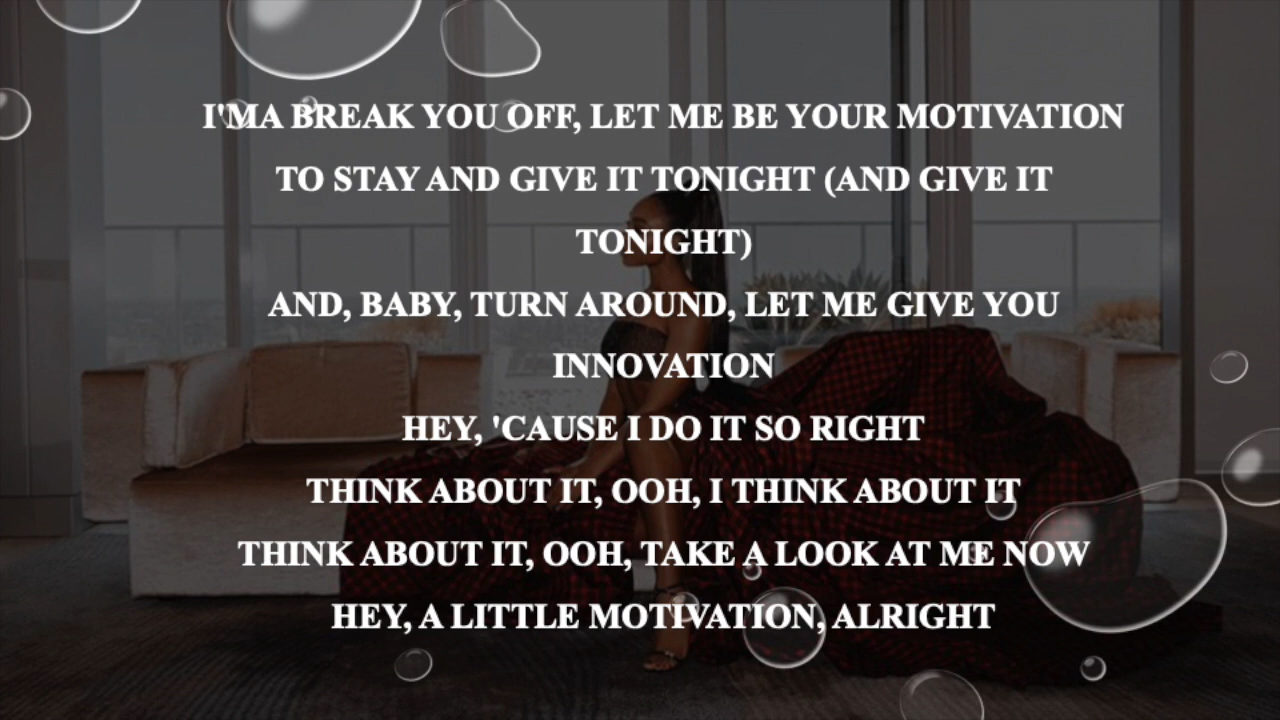 I'MA BREAK YOU OFF, LET ME BE YOUR MOTIVATION
TO STAY AND GIVE IT TONIGHT (AND GIVE IT
TONIGHT)
AND, BABY, TURN AROUND, LET ME GIVE YOU
INNOVATION
HEY, 'CAUSE I DO IT SO RIGHT
THINK ABOUT IT, OOH, I THINK ABOUT IT
THINK ABOUT IT, OOH, TAKE A LOOK AT ME NOW
HEY, A LITTLE MOTIVATION, ALRIGHT